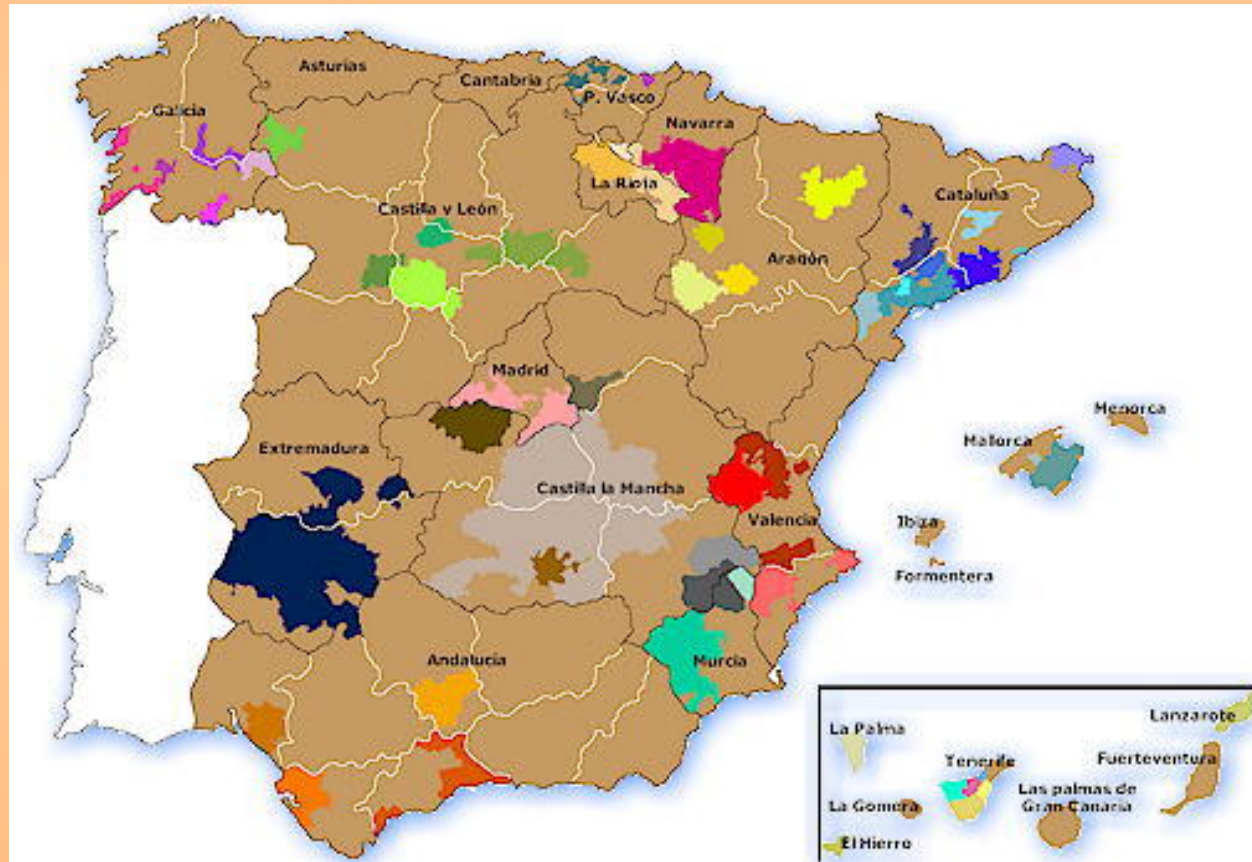 Asturias
Cantabria
P. Vasco
Galicia
Navarra
La Rioja
Cataluña
Castilla y León
Aragón
Madrid
Menorca
Mallorca
Extremadura
Castilla la Mancha
Valencia
Ibiza
Formentera
Andalucía
Murcia
Lanzarote
La Palma
Tenerife
Fuerteventura
La Gomera
Las palmas de
Gran Canaria
El Hierro